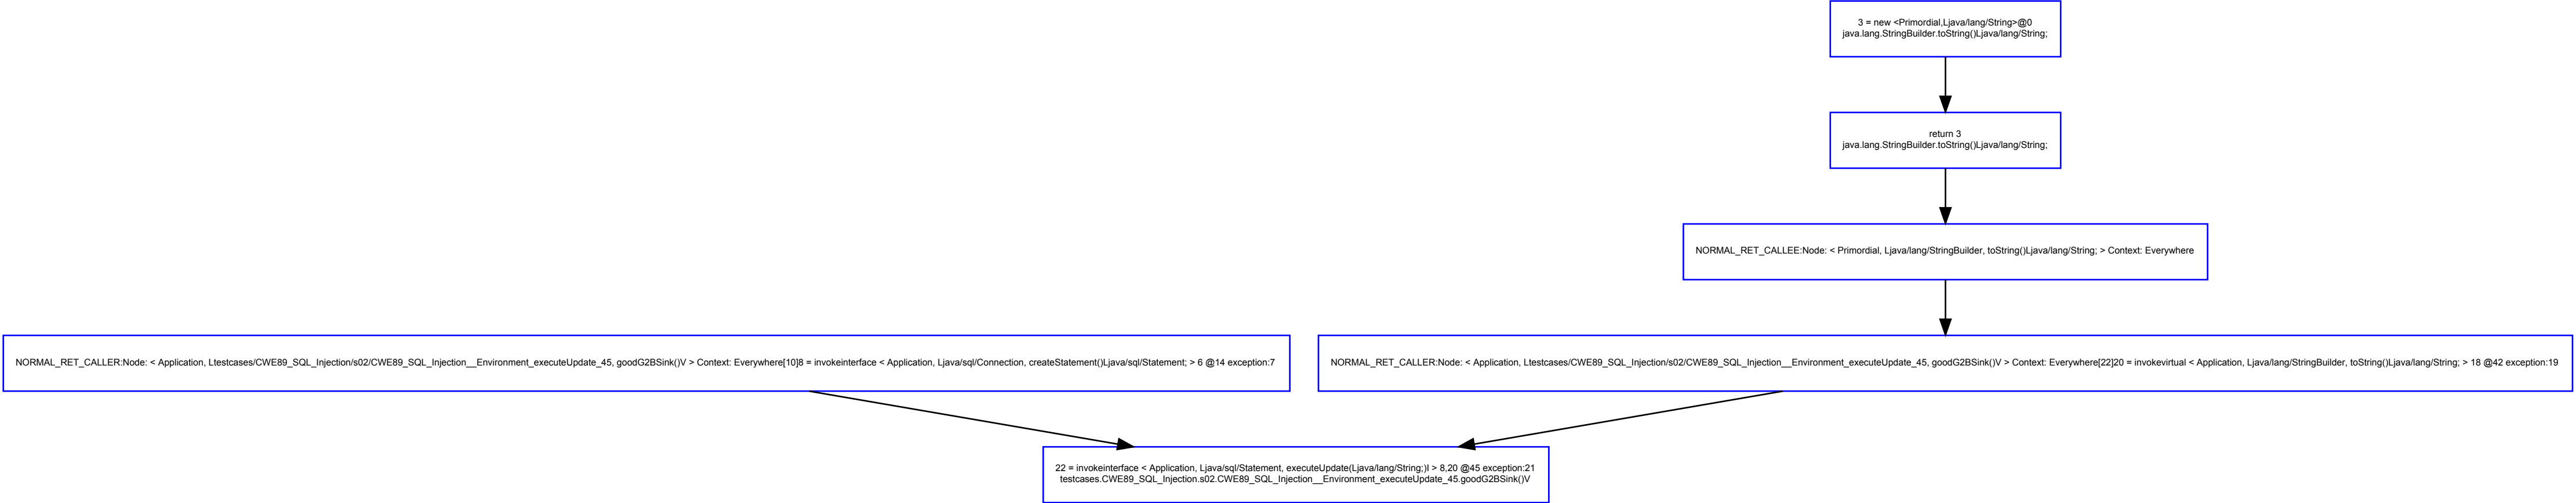 3 = new <Primordial,Ljava/lang/String>@0
java.lang.StringBuilder.toString()Ljava/lang/String;
return 3
java.lang.StringBuilder.toString()Ljava/lang/String;
NORMAL_RET_CALLEE:Node: < Primordial, Ljava/lang/StringBuilder, toString()Ljava/lang/String; > Context: Everywhere
NORMAL_RET_CALLER:Node: < Application, Ltestcases/CWE89_SQL_Injection/s02/CWE89_SQL_Injection__Environment_executeUpdate_45, goodG2BSink()V > Context: Everywhere[10]8 = invokeinterface < Application, Ljava/sql/Connection, createStatement()Ljava/sql/Statement; > 6 @14 exception:7
NORMAL_RET_CALLER:Node: < Application, Ltestcases/CWE89_SQL_Injection/s02/CWE89_SQL_Injection__Environment_executeUpdate_45, goodG2BSink()V > Context: Everywhere[22]20 = invokevirtual < Application, Ljava/lang/StringBuilder, toString()Ljava/lang/String; > 18 @42 exception:19
22 = invokeinterface < Application, Ljava/sql/Statement, executeUpdate(Ljava/lang/String;)I > 8,20 @45 exception:21
testcases.CWE89_SQL_Injection.s02.CWE89_SQL_Injection__Environment_executeUpdate_45.goodG2BSink()V